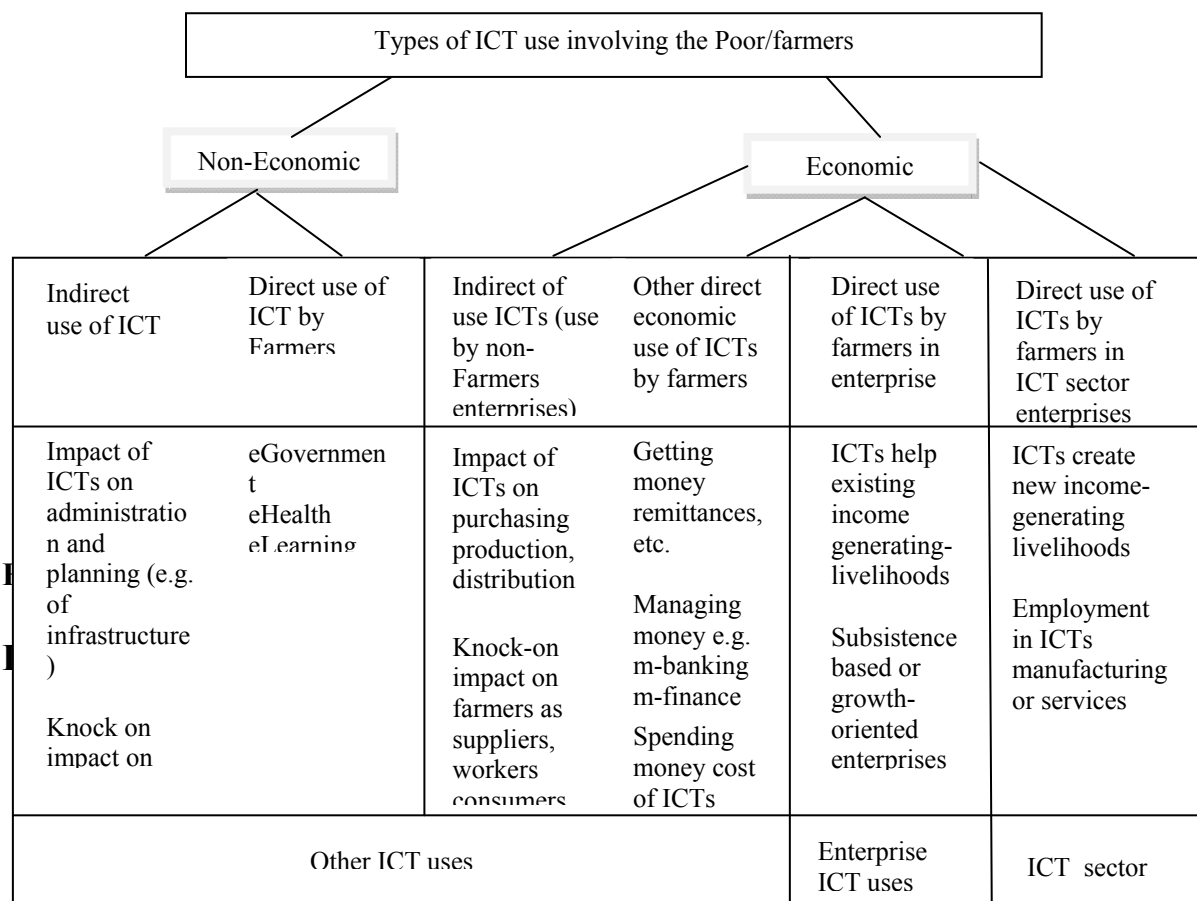 Types of ICT use involving the Poor/farmers
Non-Economic
Economic
Indirect
use of ICT
Direct use of
ICT by
Farmers
Indirect of
use ICTs (use
by non-
Farmers
enterprises)
Other direct
economic
use of ICTs
by farmers
Direct use
of ICTs by
farmers in
enterprise
Direct use of
ICTs by
farmers in
ICT sector
enterprises
Impact of
ICTs on
administratio
n and
planning (e.g.
of
infrastructure
)
Knock on
impact on
eGovernmen
t
eHealth
eLearning
Impact of
ICTs on
purchasing
production,
distribution
Knock-on
impact on
farmers as
suppliers,
workers
consumers
Getting
money
remittances,
etc.
Managing
money e.g.
m-banking
m-finance
Spending
money cost
of ICTs
ICTs help
existing
income
generating-
livelihoods
Subsistence
based or
growth-
oriented
enterprises
ICTs create
new income-
generating
livelihoods
Employment
in ICTs
manufacturing
or services
Other ICT uses
Enterprise
ICT uses
ICT sector